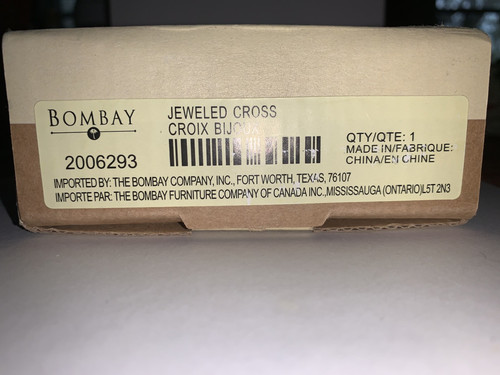 BOMBAY
2006293
JEWELED CROSS
CROIX BIJOUX
QTY/QTE: 1
MADE IN/FABRIQUE:
CHINA/EN CHINE
IMPORTED BY: THE BOMBAY COMPANY, INC., FORT WORTH, TEXAS, 76107
IMPORTE PAR: THE BOMBAY FURNITURE COMPANY OF CANADA INC., MISSISSAUGA (ONTARIO)L5T 2N3